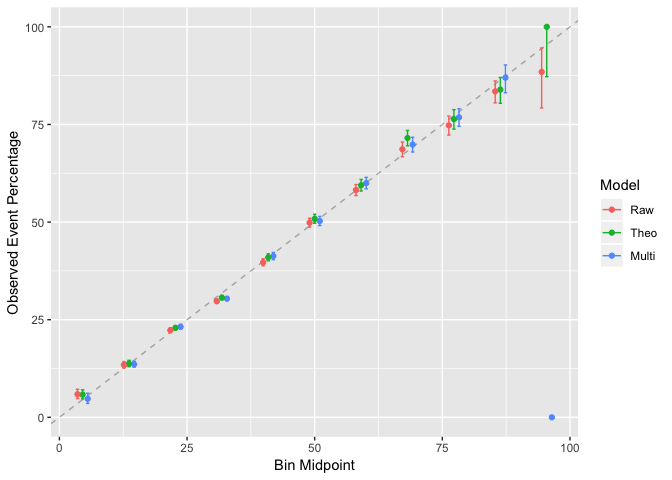 100
75
50
25
0
Observed Event Percentage
0 25 50 75 100
Bin Midpoint
Model
Raw
Theo
Multi